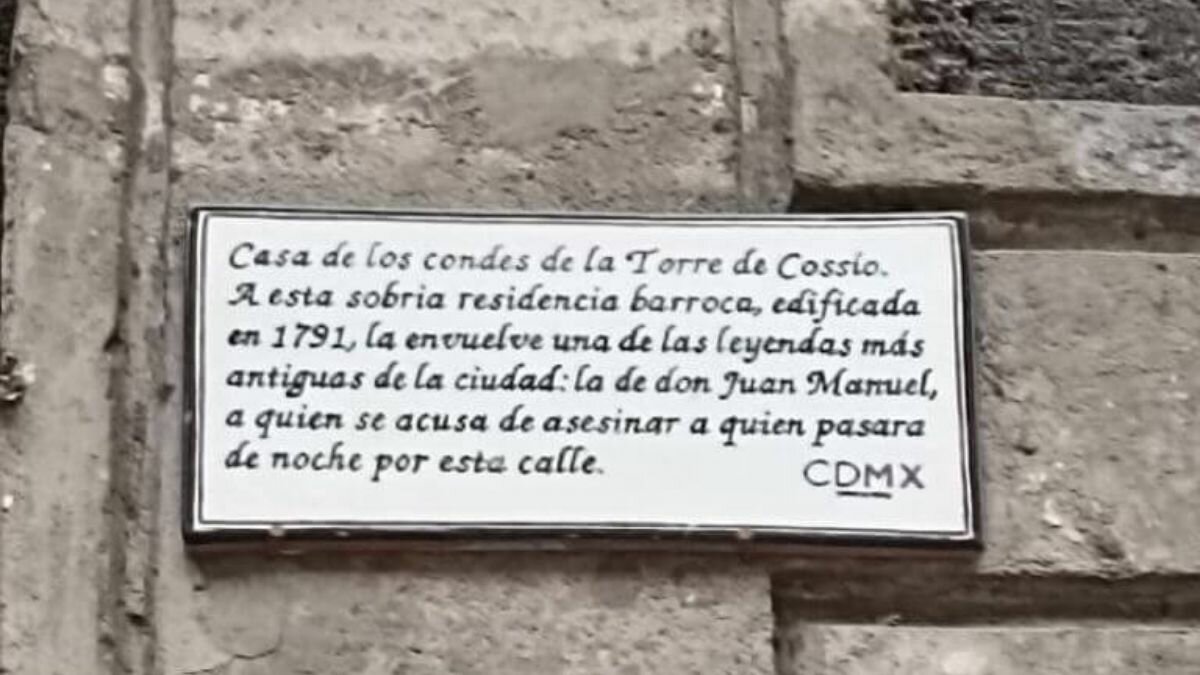 Casa de los condes de la Torre de Cossío.
A esta sobria residencia barroca, edificada
en 1791, la envuelve una de las leyendas más
antiguas de la ciudad: la de don Juan Manuel,
a quien se acusa de asesinar a quien pasara
de noche por esta calle.
CDMX